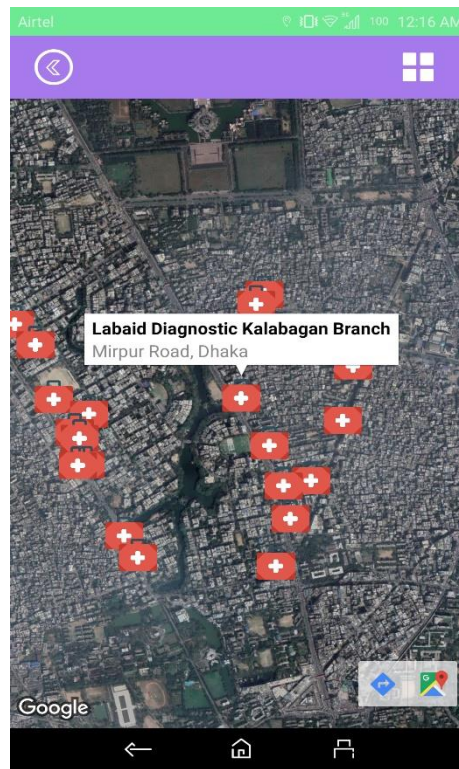 Airtel
100 12:16 AM
Labaid Diagnostic Kalabagan Branch
Mirpur Road, Dhaka
Google